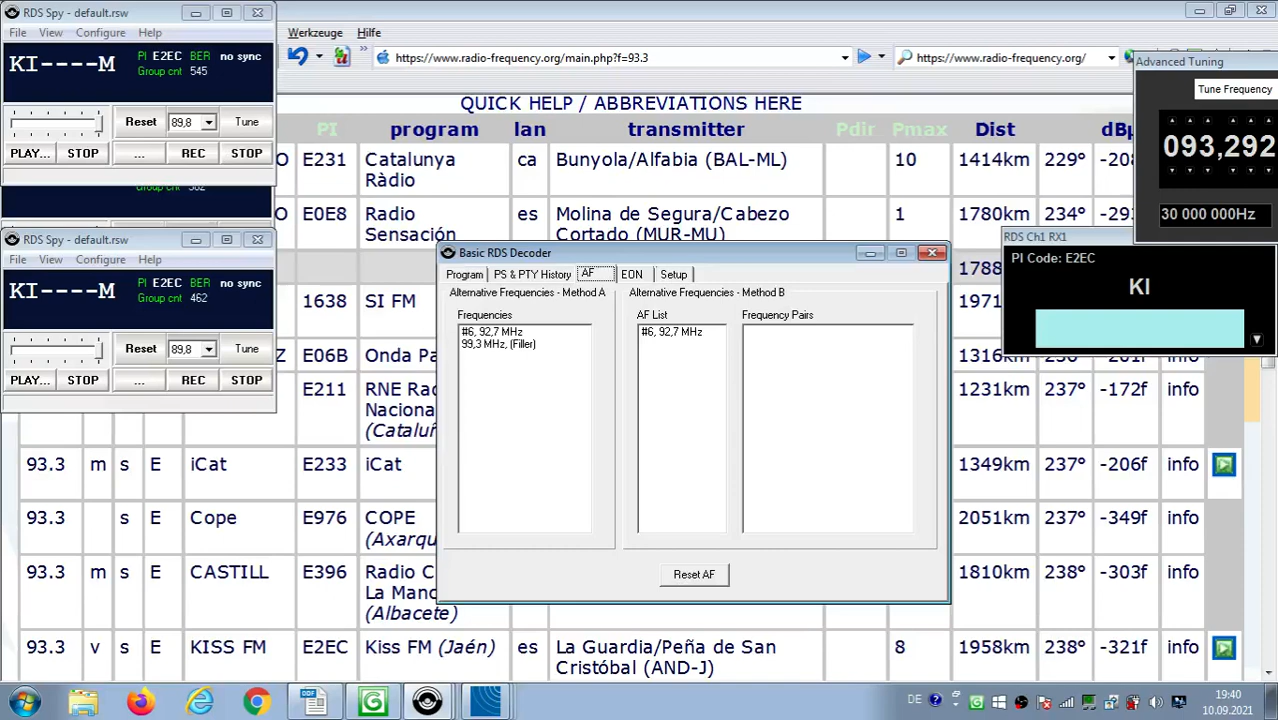 RDS Spy - default.rsw
File View Configure Help
KI----M
PI E2EC BER no sync
Group cnt 545
Reset 89,8 Tune
PLAY... STOP ... REC STOP
RDS Spy - default.rsw
File View Configure Help
KI----M
PI E2EC BER no sync
Group cnt 462
Reset 89,8 Tune
PLAY... STOP ... REC STOP
Werkzeuge Hilfe
https://www.radio-frequency.org/main.php?f=93.3
https://www.radio-frequency.org/
QUICK HELP / ABBREVIATIONS HERE
PI program lan transmitter Pdir Pmax Dist dBµ
O E231 Catalunya Ràdio ca Bunyola/Alfabia (BAL-ML) 10 1414km 229°
O E0E8 Radio Sensación es Molina de Segura/Cabezo Cortado (MUR-MU) 1 1780km 234°
1638 SI FM
Z E06B Onda
1316km 236°
E211 RNE
1231km 237° -172f info
93.3 m s E iCat E233 iCat 1349km 237° -206f info
93.3 s E Cope E976 COPE 2051km 237° -349f info
93.3 m s E CASTILL E396 Radio
La
(Albacete) 1810km 238° -303f info
93.3 v s E KISS FM E2EC Kiss FM (Jaén) es La Guardia/Peña de San Cristóbal (AND-J) 8 1958km 238° -321f info
Basic RDS Decoder
Program PS & PTY History AF EON Setup
Alternative Frequencies - Method A
Frequencies
#6, 92,7 MHz
99,3 MHz, (Filler)
Alternative Frequencies - Method B
AF List Frequency Pairs
#6, 92,7 MHz
Reset AF
Advanced Tuning
Tune Frequency
093,292
30 000 000Hz
RDS Ch1 RX1
PI Code: E2EC
KI
DE
19:40
10.09.2021